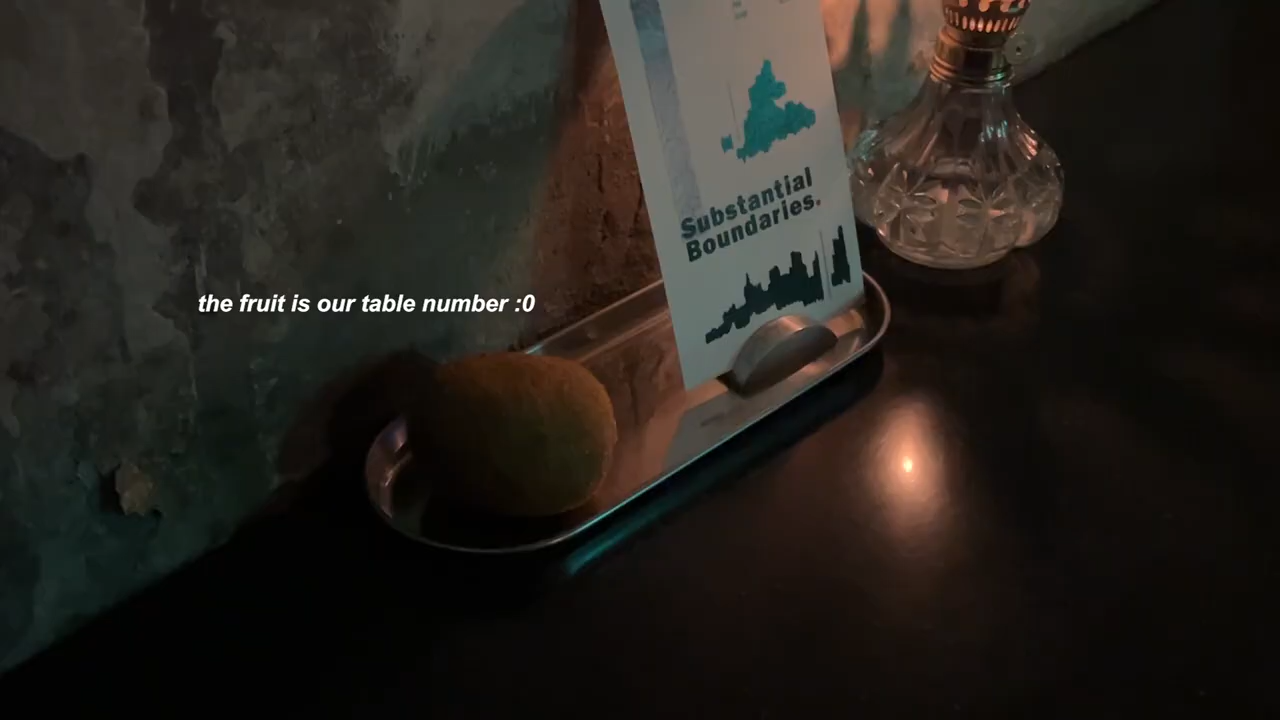 Substantial
Boundaries.
the fruit is our table number :0